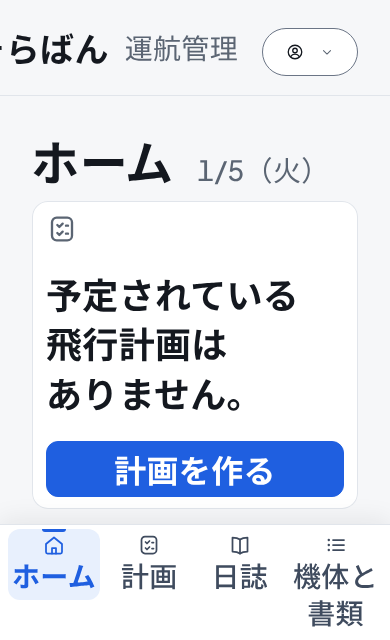 らばん 運航管理
ホーム 1/5（火）
予定されている
飛行計画は
ありません。
計画を作る
ホーム 計画 日誌 機体と
書類